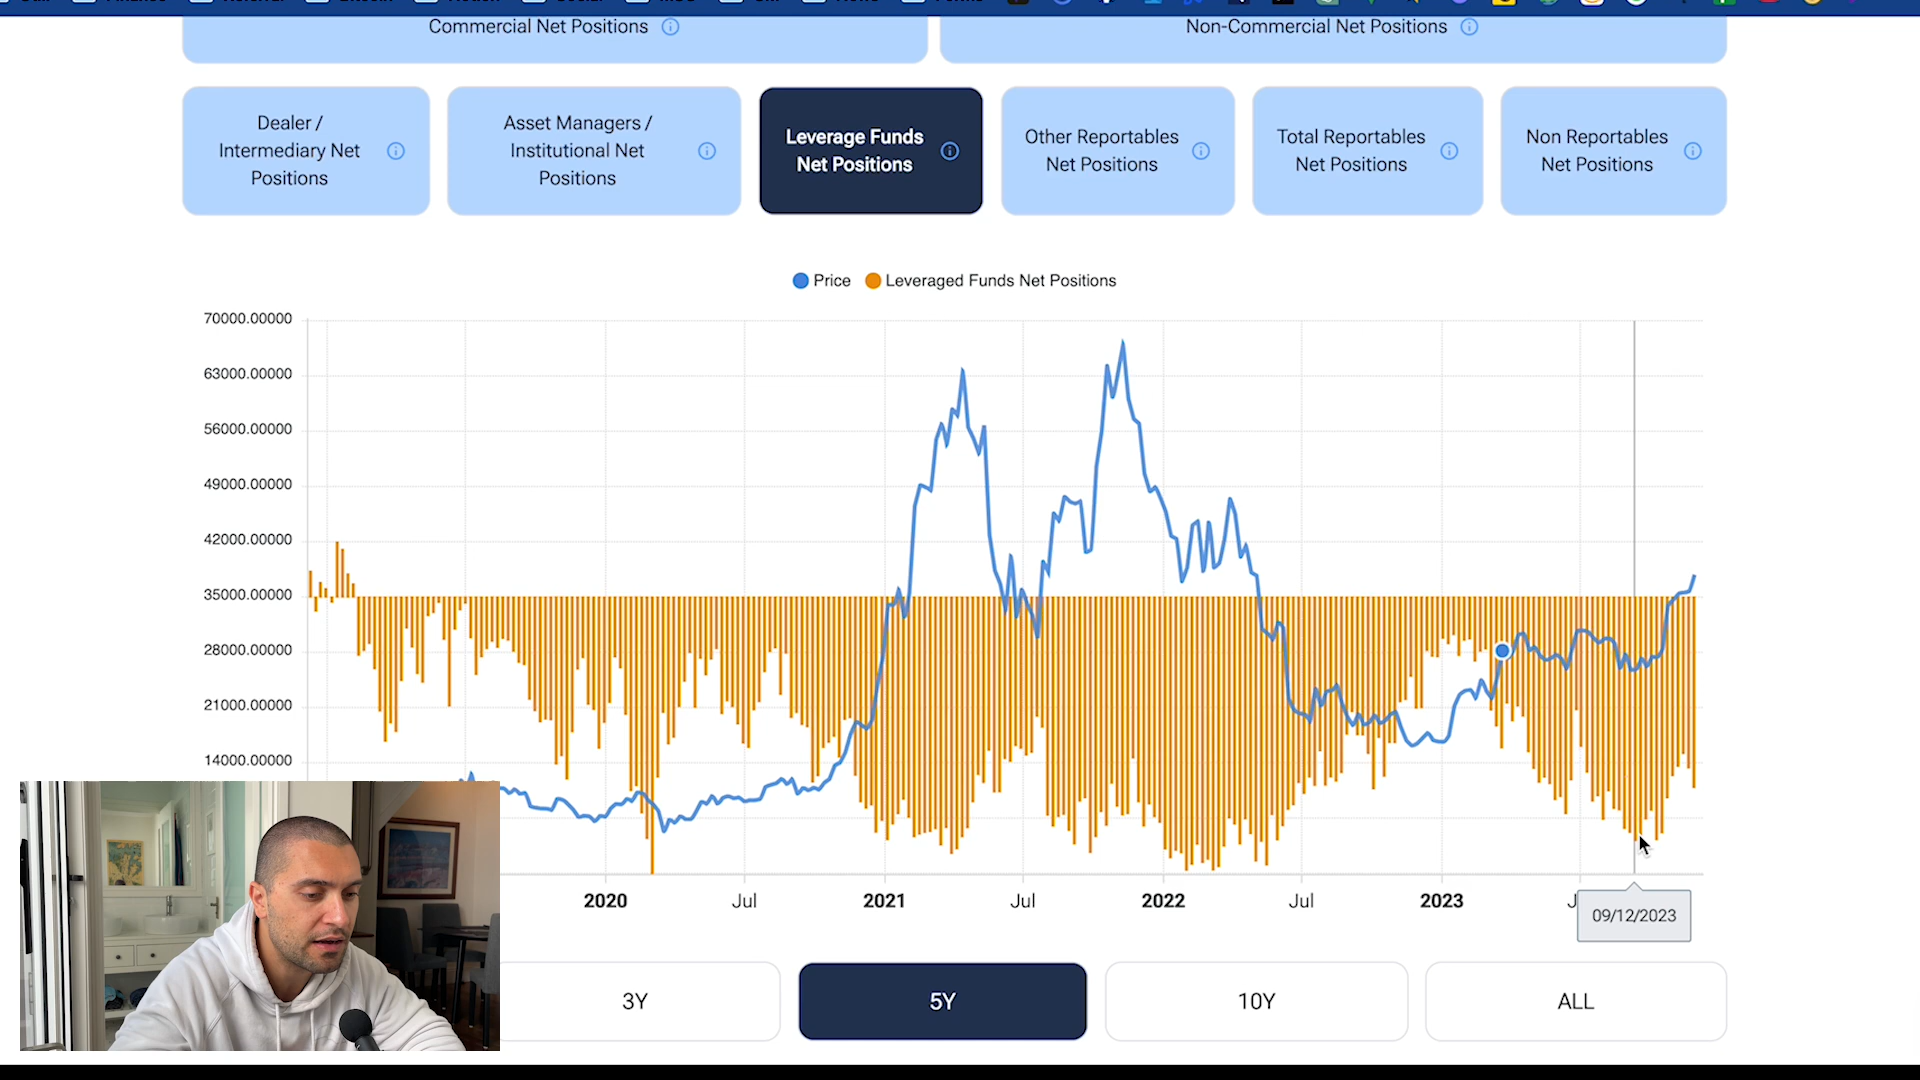 Commercial Net Positions
Non-Commercial Net Positions
Dealer /
Intermediary Net
Positions
Asset Managers /
Institutional Net
Positions
Leverage Funds
Net Positions
Other Reportables
Net Positions
Total Reportables
Net Positions
Non Reportables
Net Positions
Price
Leveraged Funds Net Positions
70000.00000
63000.00000
56000.00000
49000.00000
42000.00000
35000.00000
28000.00000
21000.00000
14000.00000
2020
Jul
2021
Jul
2022
Jul
2023
09/12/2023
3Y
5Y
10Y
ALL